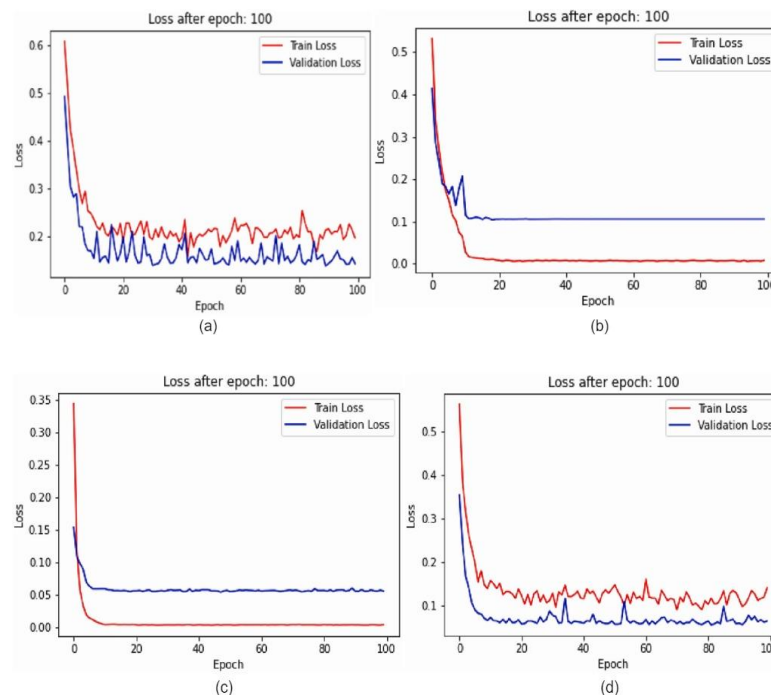 Loss after epoch: 100
Train Loss
Validation Loss
0.6
0.5
0.4
0.3
0.2
Loss
0
20
40
60
80
100
Epoch
(a)
Loss after epoch: 100
Train Loss
Validation Loss
0.5
0.4
0.3
0.2
0.1
0.0
Loss
0
20
40
60
80
100
Epoch
(b)
Loss after epoch: 100
Train Loss
Validation Loss
0.35
0.30
0.25
0.20
0.15
0.10
0.05
0.00
Loss
0
20
40
60
80
100
Epoch
(c)
Loss after epoch: 100
Train Loss
Validation Loss
0.5
0.4
0.3
0.2
0.1
Loss
0
20
40
60
80
100
Epoch
(d)